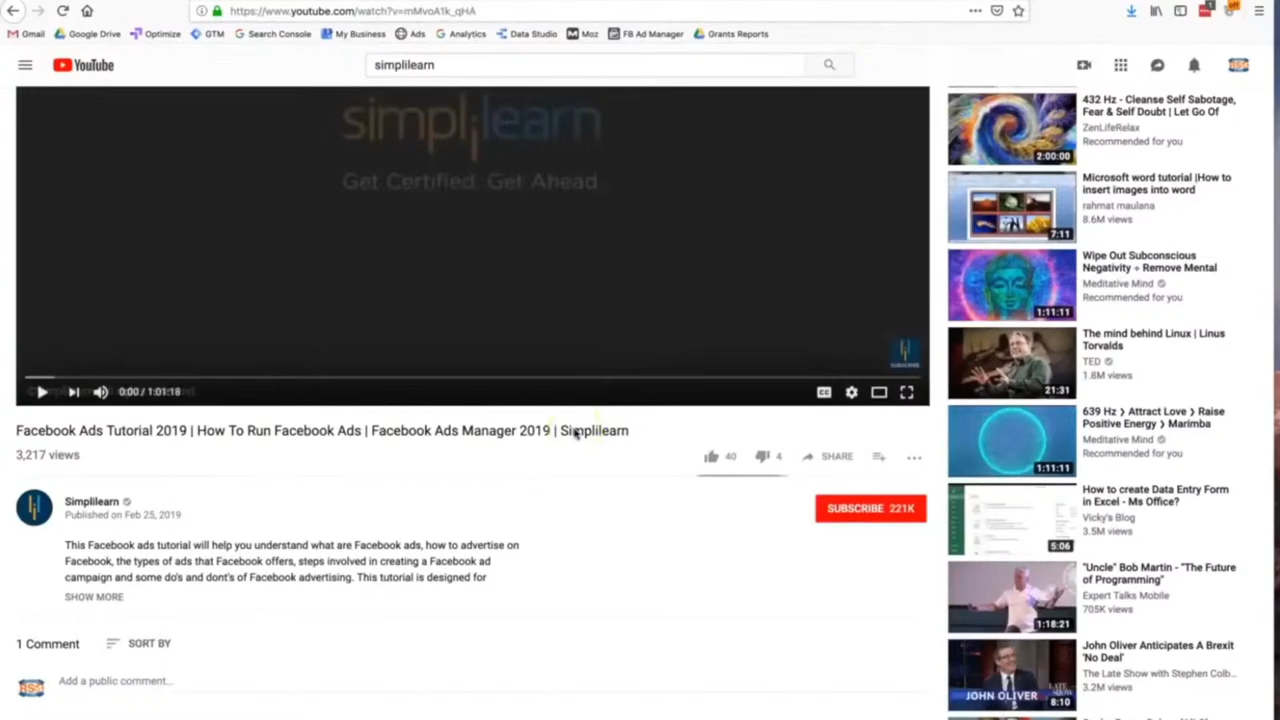 https://www.youtube.com/watch?v=mMvoA1k_qHA
Gmail
Google Drive
Optimize
GTM
Search Console
My Business
Ads
Analytics
Data Studio
Moz
FB Ad Manager
Grants Reports
YouTube
simplilearn
simplilearn
Get Certified. Get Ahead.
SUBSCRIBE
0:00 / 1:01:18
Facebook Ads Tutorial 2019 | How To Run Facebook Ads | Facebook Ads Manager 2019 | Simplilearn
3,217 views
40
4
SHARE
Simplilearn
Published on Feb 25, 2019
SUBSCRIBE 221K
This Facebook ads tutorial will help you understand what are Facebook ads, how to advertise on
Facebook, the types of ads that Facebook offers, steps involved in creating a Facebook ad
campaign and some do's and dont's of Facebook advertising. This tutorial is designed for
SHOW MORE
1 Comment
SORT BY
Add a public comment...
432 Hz - Cleanse Self Sabotage,
Fear & Self Doubt | Let Go Of
ZenLifeRelax
Recommended for you
2:00:00
Microsoft word tutorial |How to
insert images into word
rahmat maulana
8.6M views
7:11
Wipe Out Subconscious
Negativity ÷ Remove Mental
Meditative Mind
Recommended for you
1:11:11
The mind behind Linux | Linus
Torvalds
TED
1.8M views
21:31
639 Hz ❯ Attract Love ❯ Raise
Positive Energy ❯ Marimba
Meditative Mind
Recommended for you
1:11:11
How to create Data Entry Form
in Excel - Ms Office?
Vicky's Blog
3.5M views
5:06
"Uncle" Bob Martin - "The Future
of Programming"
Expert Talks Mobile
705K views
1:18:21
John Oliver Anticipates A Brexit
'No Deal'
The Late Show with Stephen Colb...
3.2M views
JOHN OLIVER
8:10